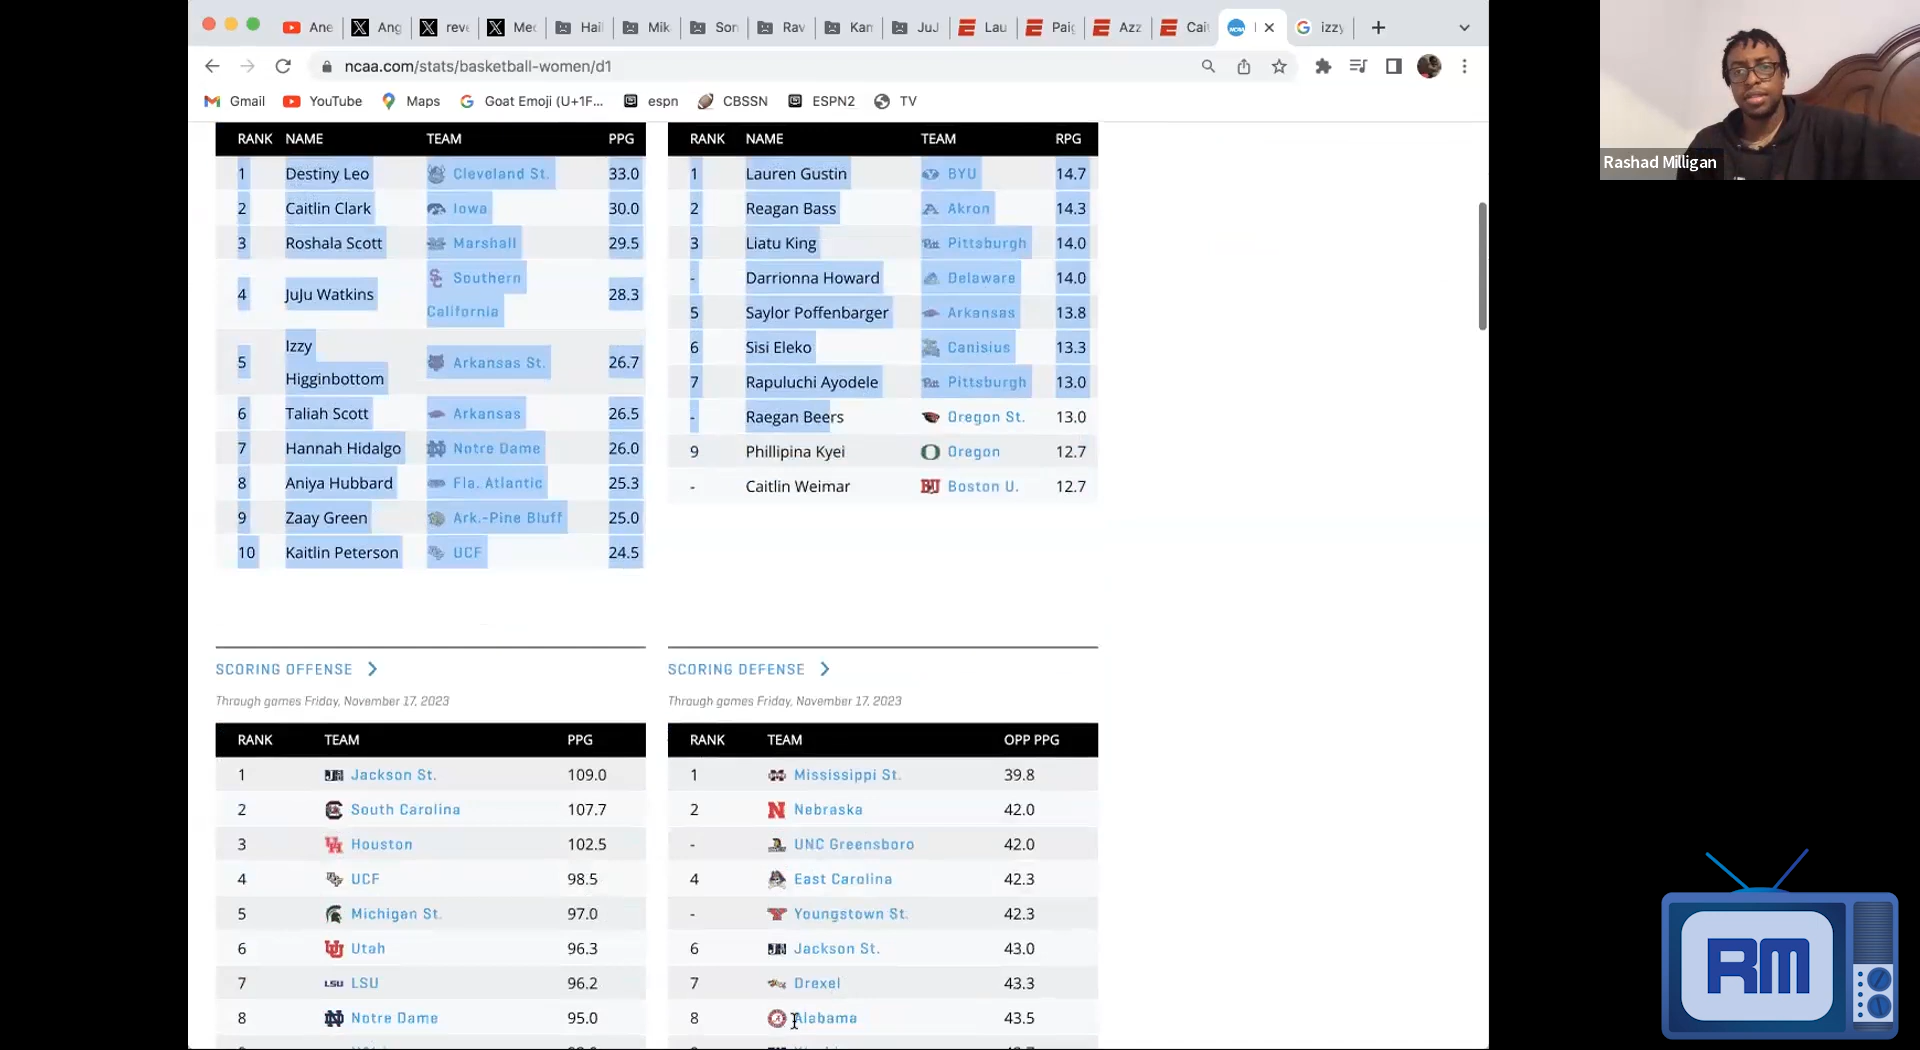 Ane
Ang
reve
Med
Hail
Mik
Son
Rav
Kam
JuJ
Lau
Paig
Azz
Cait
izzy
ncaa.com/stats/basketball-women/d1
Gmail
YouTube
Maps
Goat Emoji (U+1F...
espn
CBSSN
ESPN2
TV
Rashad Milligan
RANK NAME TEAM PPG
1 Destiny Leo Cleveland St. 33.0
2 Caitlin Clark Iowa 30.0
3 Roshala Scott Marshall 29.5
4 JuJu Watkins Southern
California 28.3
5 Izzy
Higginbottom Arkansas St. 26.7
6 Taliah Scott Arkansas 26.5
7 Hannah Hidalgo Notre Dame 26.0
8 Aniya Hubbard Fla. Atlantic 25.3
9 Zaay Green Ark.-Pine Bluff 25.0
10 Kaitlin Peterson UCF 24.5
RANK NAME TEAM RPG
1 Lauren Gustin BYU 14.7
2 Reagan Bass Akron 14.3
3 Liatu King Pittsburgh 14.0
- Darrionna Howard Delaware 14.0
5 Saylor Poffenbarger Arkansas 13.8
6 Sisi Eleko Canisius 13.3
7 Rapuluchi Ayodele Pittsburgh 13.0
- Raegan Beers Oregon St. 13.0
9 Phillipina Kyei Oregon 12.7
- Caitlin Weimar Boston U. 12.7
SCORING OFFENSE
Through games Friday, November 17, 2023
RANK TEAM PPG
1 Jackson St. 109.0
2 South Carolina 107.7
3 Houston 102.5
4 UCF 98.5
5 Michigan St. 97.0
6 Utah 96.3
7 LSU 96.2
8 Notre Dame 95.0
SCORING DEFENSE
Through games Friday, November 17, 2023
RANK TEAM OPP PPG
1 Mississippi St. 39.8
2 Nebraska 42.0
- UNC Greensboro 42.0
4 East Carolina 42.3
- Youngstown St. 42.3
6 Jackson St. 43.0
7 Drexel 43.3
8 Alabama 43.5
RM